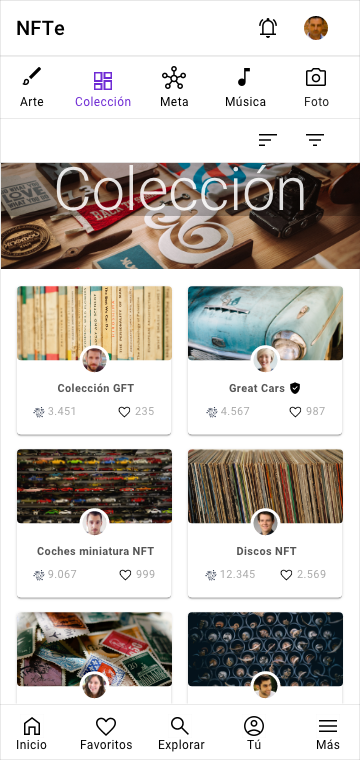 NFTe
Arte Colección Meta Música Foto
Colección
Colección GFT
3.451 235
Great Cars
4.567 987
Coches miniatura NFT
9.067 999
Discos NFT
12.345 2.569
Inicio Favoritos Explorar Tú Más